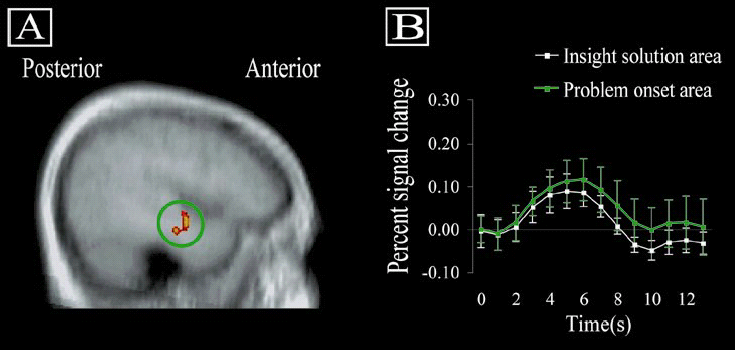 A
Posterior
Anterior
B
Insight solution area
Problem onset area
Percent signal change
0.30
0.20
0.10
0.00
-0.10
0 2 4 6 8 10 12
Time(s)